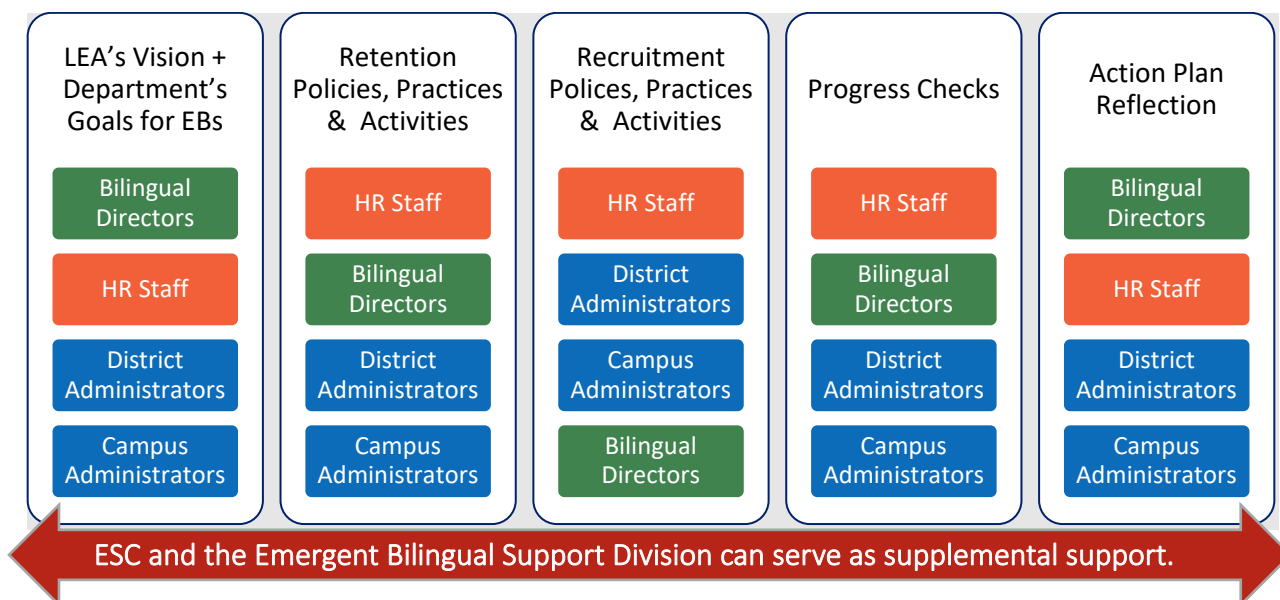 LEA’s Vision +
Department’s
Goals for EBs
Bilingual
Directors
HR Staff
District
Administrators
Campus
Administrators
Retention
Policies, Practices
& Activities
HR Staff
Bilingual
Directors
District
Administrators
Campus
Administrators
Recruitment
Polices, Practices
& Activities
HR Staff
District
Administrators
Campus
Administrators
Bilingual
Directors
Progress Checks
HR Staff
Bilingual
Directors
District
Administrators
Campus
Administrators
Action Plan
Reflection
Bilingual
Directors
HR Staff
District
Administrators
Campus
Administrators
ESC and the Emergent Bilingual Support Division can serve as supplemental support.